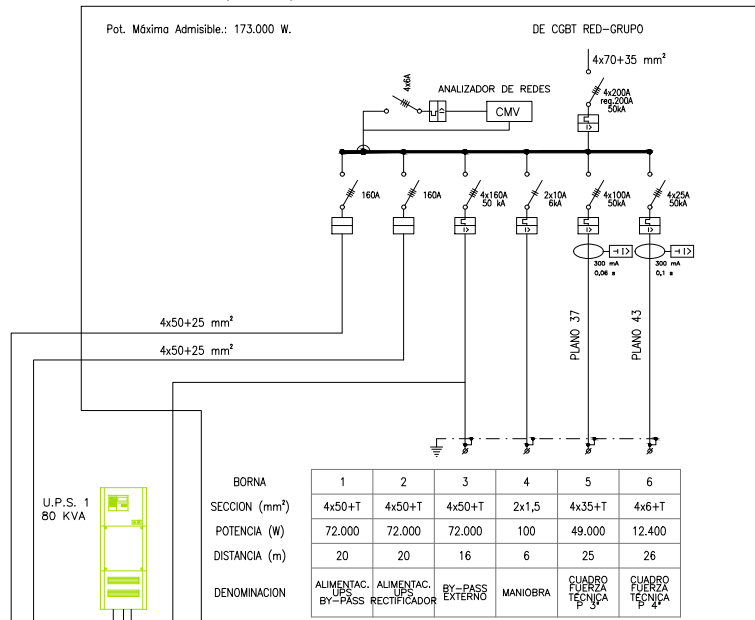 Pot. Máxima Admisible.: 173.000 W.
DE CGBT RED-GRUPO
4x70+35 mm²
4x6A
ANALIZADOR DE REDES
CMV
4x200A
reg.200A
50kA
160A
160A
4x160A
50 kA
2x10A
6kA
4x100A
50kA
4x25A
50kA
300 mA
0,06 s
300 mA
0,1 s
PLANO 37
PLANO 43
4x50+25 mm²
4x50+25 mm²
U.P.S. 1
80 KVA
BORNA 1 2 3 4 5 6
SECCION (mm²) 4x50+T 4x50+T 4x50+T 2x1,5 4x35+T 4x6+T
POTENCIA (W) 72.000 72.000 72.000 100 49.000 12.400
DISTANCIA (m) 20 20 16 6 25 26
DENOMINACION
ALIMENTAC.
UPS
BY-PASS
ALIMENTAC.
UPS
RECTIFICADOR
BY-PASS
EXTERNO
MANIOBRA
CUADRO
FUERZA
TÉCNICA
P 3ª
CUADRO
FUERZA
TÉCNICA
P 4ª